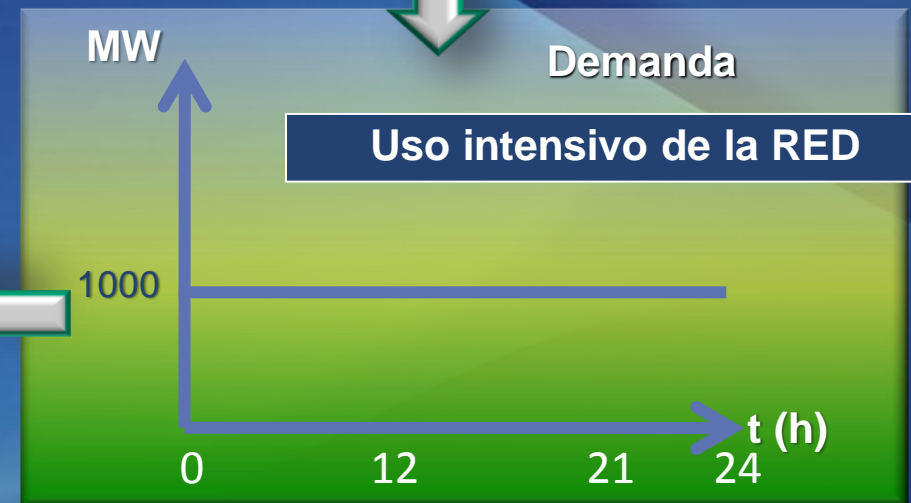 MW
Demanda
Uso intensivo de la RED
1000
t (h)
0 12 21 24